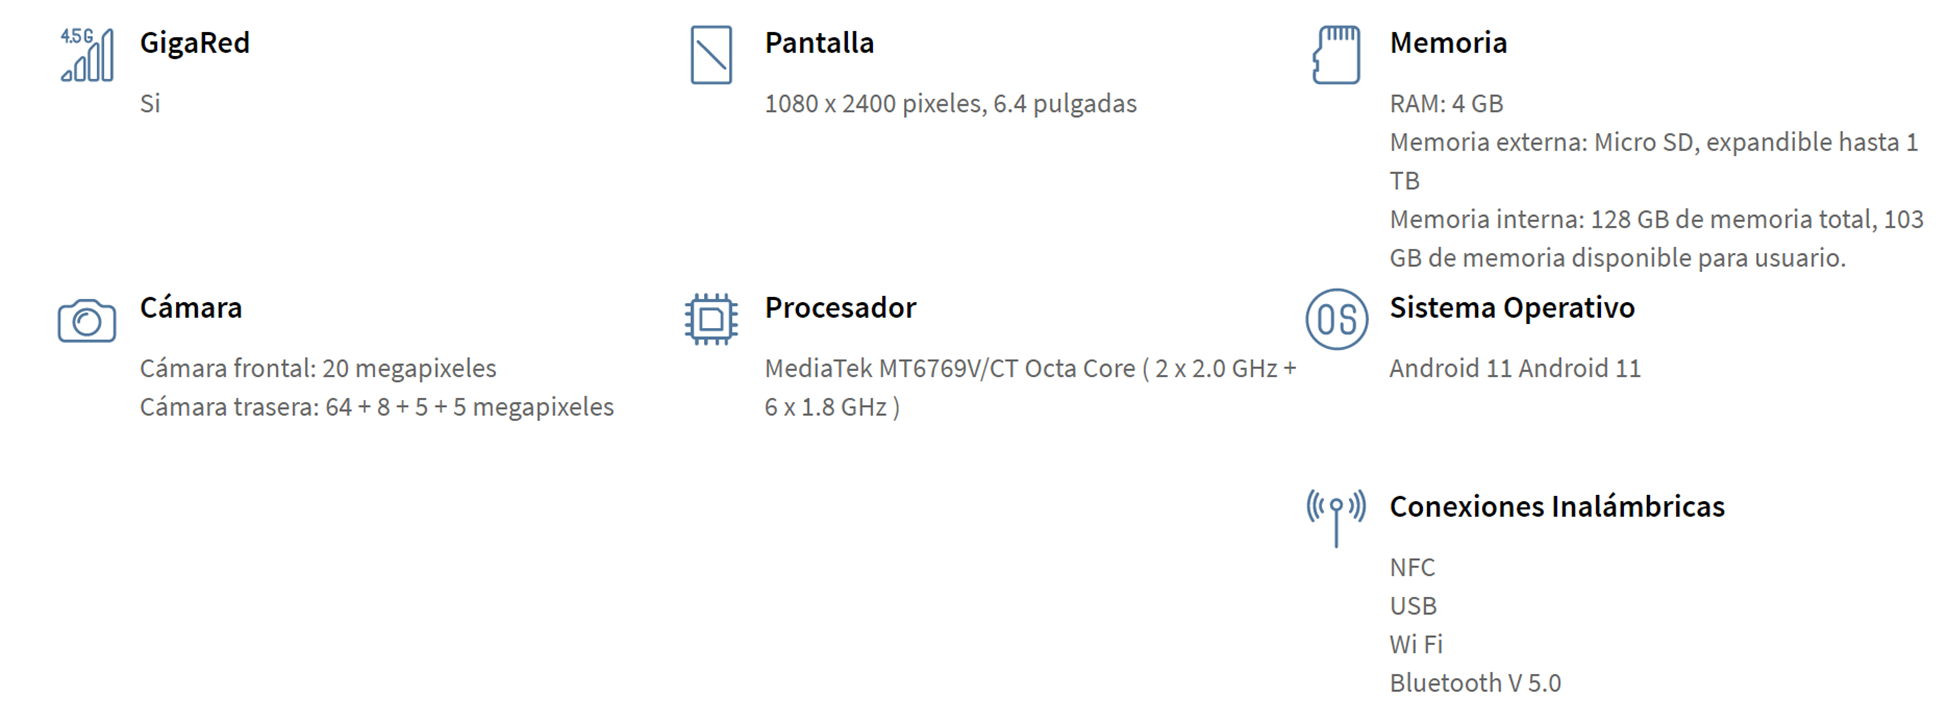 4.5G
GigaRed
Si
Pantalla
1080 x 2400 pixeles, 6.4 pulgadas
Memoria
RAM: 4 GB
Memoria externa: Micro SD, expandible hasta 1
TB
Memoria interna: 128 GB de memoria total, 103
GB de memoria disponible para usuario.
Cámara
Cámara frontal: 20 megapixeles
Cámara trasera: 64 + 8 + 5 + 5 megapixeles
Procesador
MediaTek MT6769V/CT Octa Core ( 2 x 2.0 GHz +
6 x 1.8 GHz )
OS
Sistema Operativo
Android 11 Android 11
Conexiones Inalámbricas
NFC
USB
Wi Fi
Bluetooth V 5.0